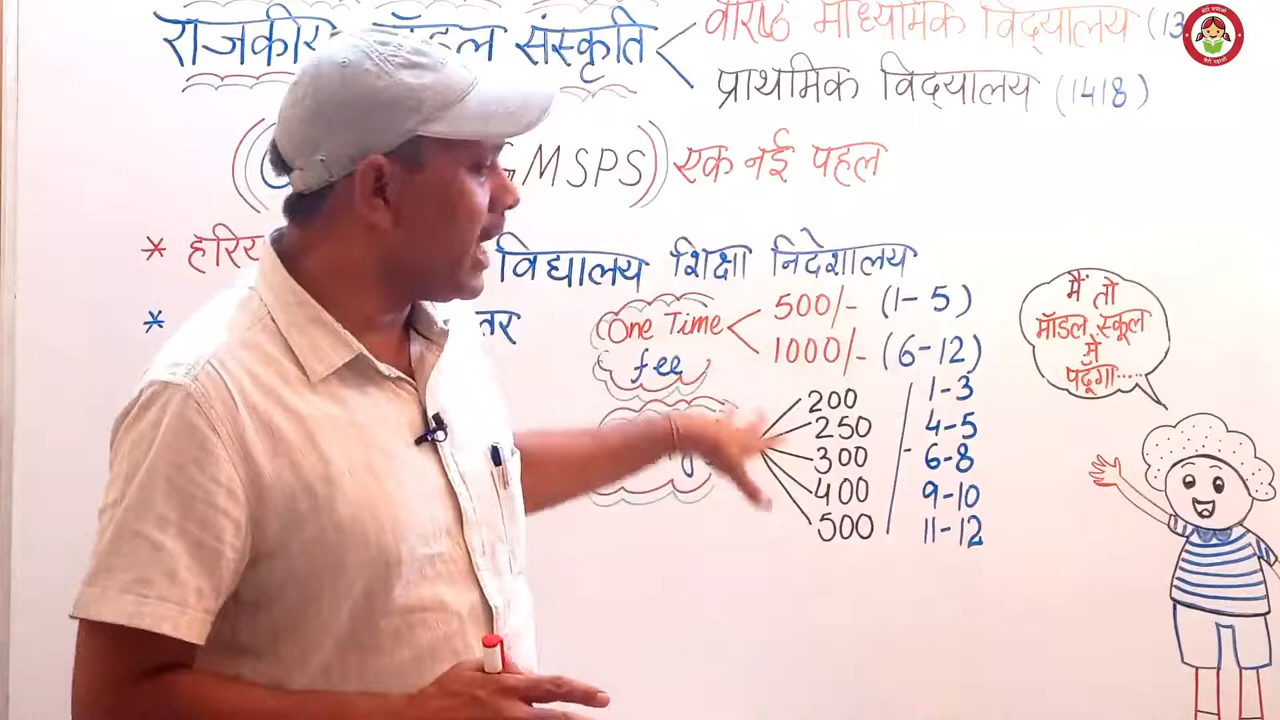 राजकीय मॉडल संस्कृति
वरिष्ठ माध्यमिक विद्यालय (13
प्राथमिक विद्यालय (1418)
GMSPS) एक नई पहल
* हरि विद्यालय शिक्षा निदेशालय
*
One Time fee
500/- (1-5)
1000/- (6-12)
200 1-3
250 4-5
300 6-8
400 9-10
500 11-12
मैं तो
मॉडल स्कूल
में
पढूँगा.....